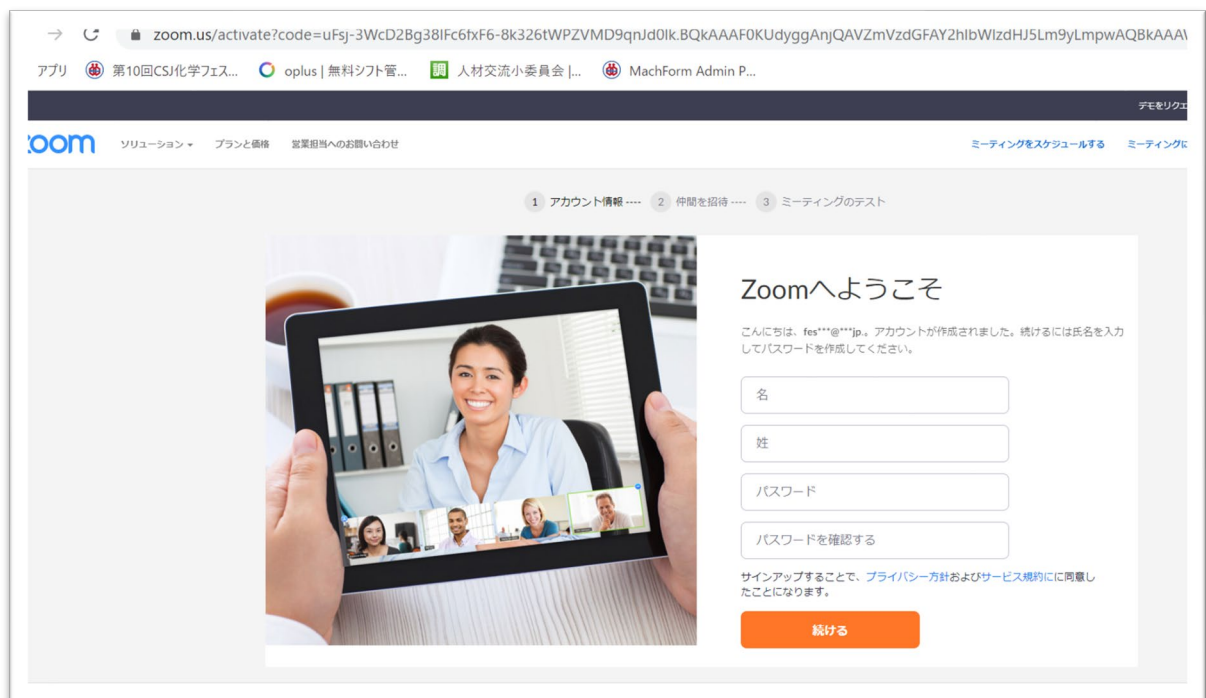 zoom.us/activate?code=uFsj-3WcD2Bg38lFc6fxF6-8k326tWPZVMD9qnJd0lk.BQkAAAF0KUdyggAnjQAVZmVzdGFAY2hlbWlzdHJ5Lm9yLmpwAQBkAAA
アプリ 第10回CSJ化学フェス... oplus | 無料シフト管... 調 人材交流小委員会 |... MachForm Admin P...
デモをリクエ
zoom ソリューション プランと価格 営業担当へのお問い合わせ ミーティングをスケジュールする ミーティングに
1 アカウント情報 ---- 2 仲間を招待 ---- 3 ミーティングのテスト
Zoomへようこそ
こんにちは、fes***@***jp.。アカウントが作成されました。続けるには氏名を入力
してパスワードを作成してください。
名
姓
パスワード
パスワードを確認する
サインアップすることで、プライバシー方針およびサービス規約にに同意し
たことになります。
続ける